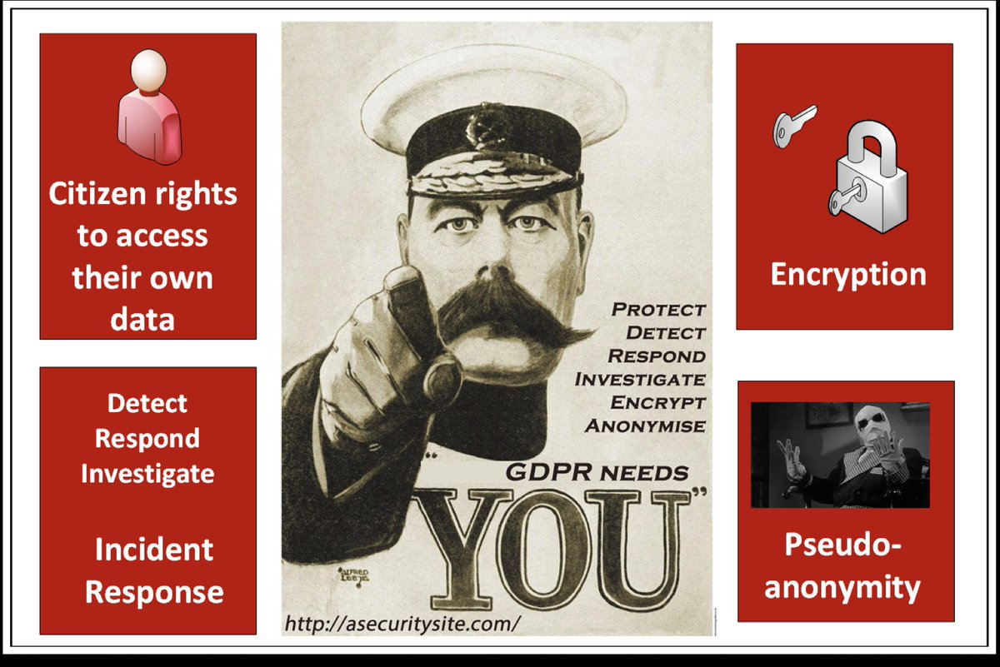 Citizen rights
to access
their own
data
Detect
Respond
Investigate
Incident
Response
PROTECT
DETECT
RESPOND
INVESTIGATE
ENCRYPT
ANONYMISE
“
GDPR NEEDS
YOU”
ALFRED
LEETE
http://asecuritysite.com/
Encryption
Pseudo-
anonymity